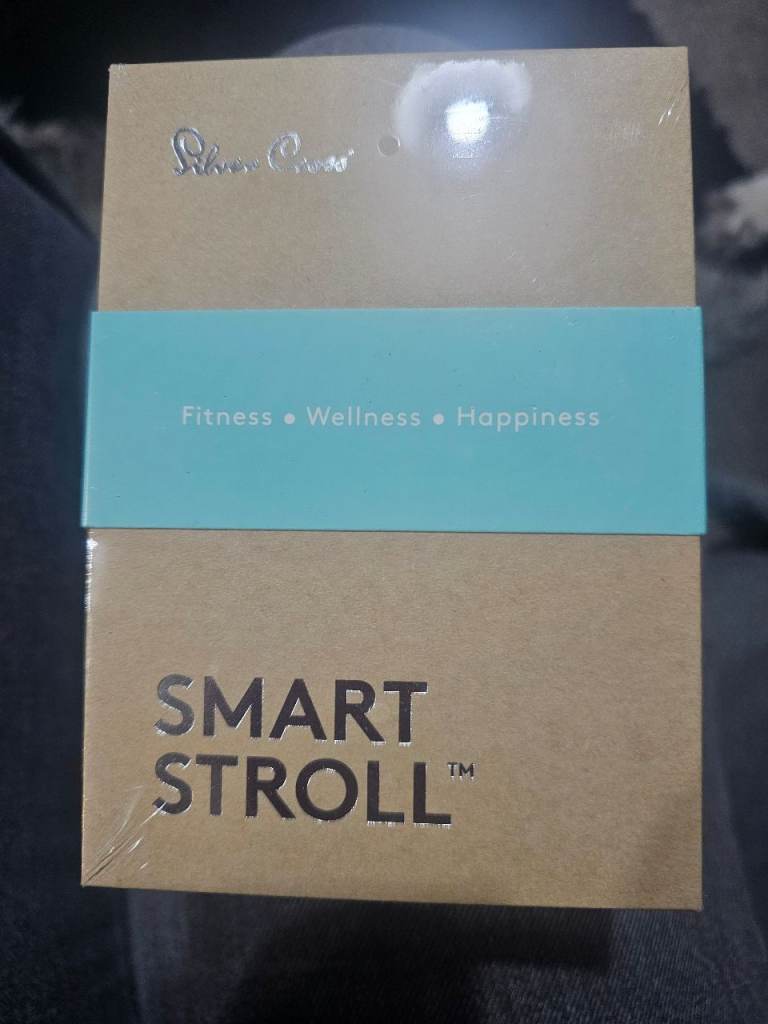 Silver Cross
Fitness • Wellness • Happiness
SMART
STROLL™